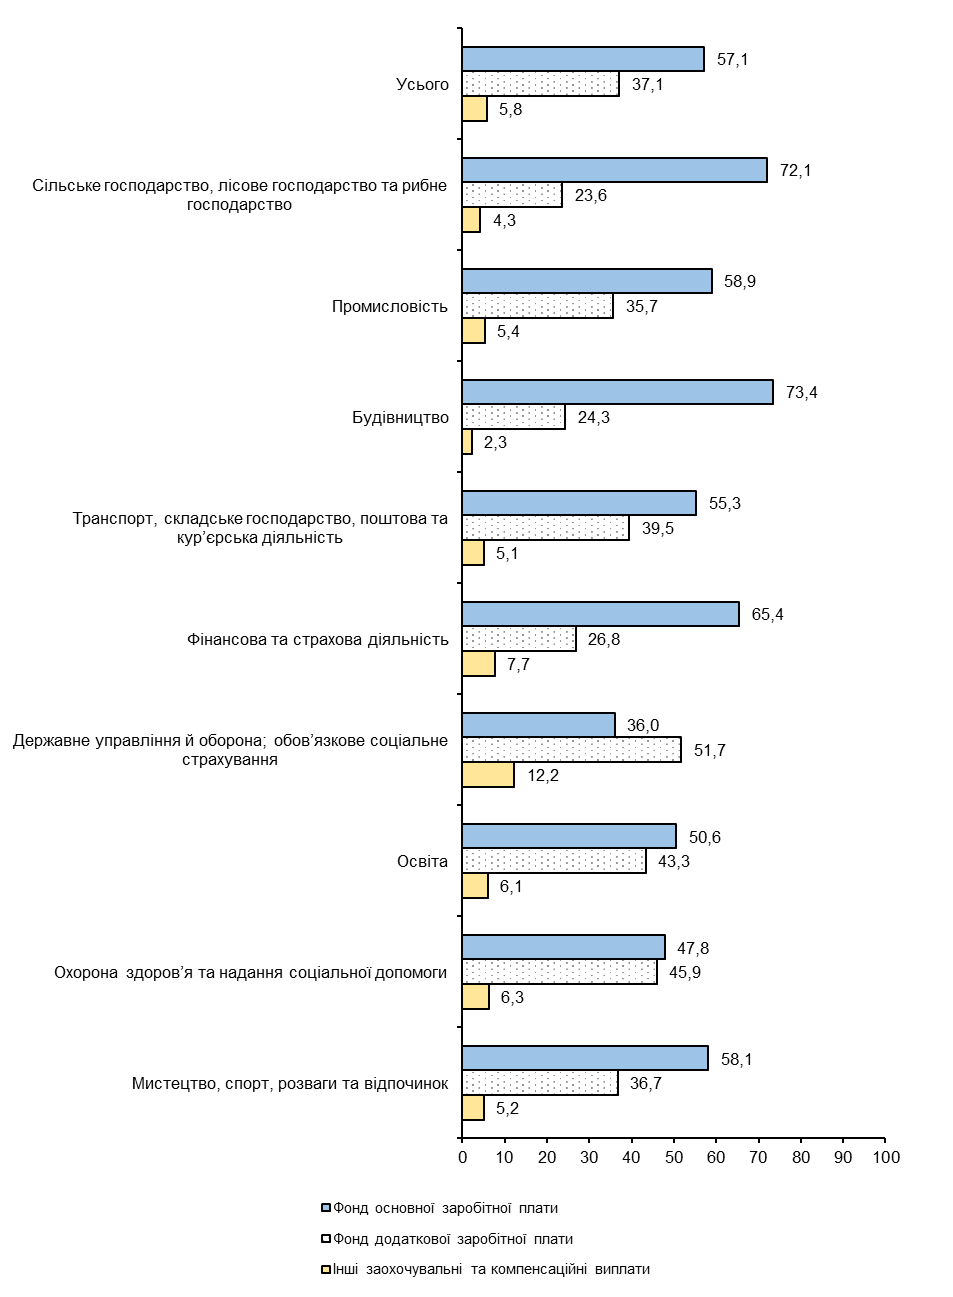 Усього
57,1
37,1
5,8
Сільське господарство, лісове господарство та рибне
господарство
72,1
23,6
4,3
Промисловість
58,9
35,7
5,4
Будівництво
73,4
24,3
2,3
Транспорт, складське господарство, поштова та
кур’єрська діяльність
55,3
39,5
5,1
Фінансова та страхова діяльність
65,4
26,8
7,7
Державне управління й оборона; обов’язкове соціальне
страхування
36,0
51,7
12,2
Освіта
50,6
43,3
6,1
Охорона здоров’я та надання соціальної допомоги
47,8
45,9
6,3
Мистецтво, спорт, розваги та відпочинок
58,1
36,7
5,2
0 10 20 30 40 50 60 70 80 90 100
Фонд основної заробітної плати
Фонд додаткової заробітної плати
Інші заохочувальні та компенсаційні виплати